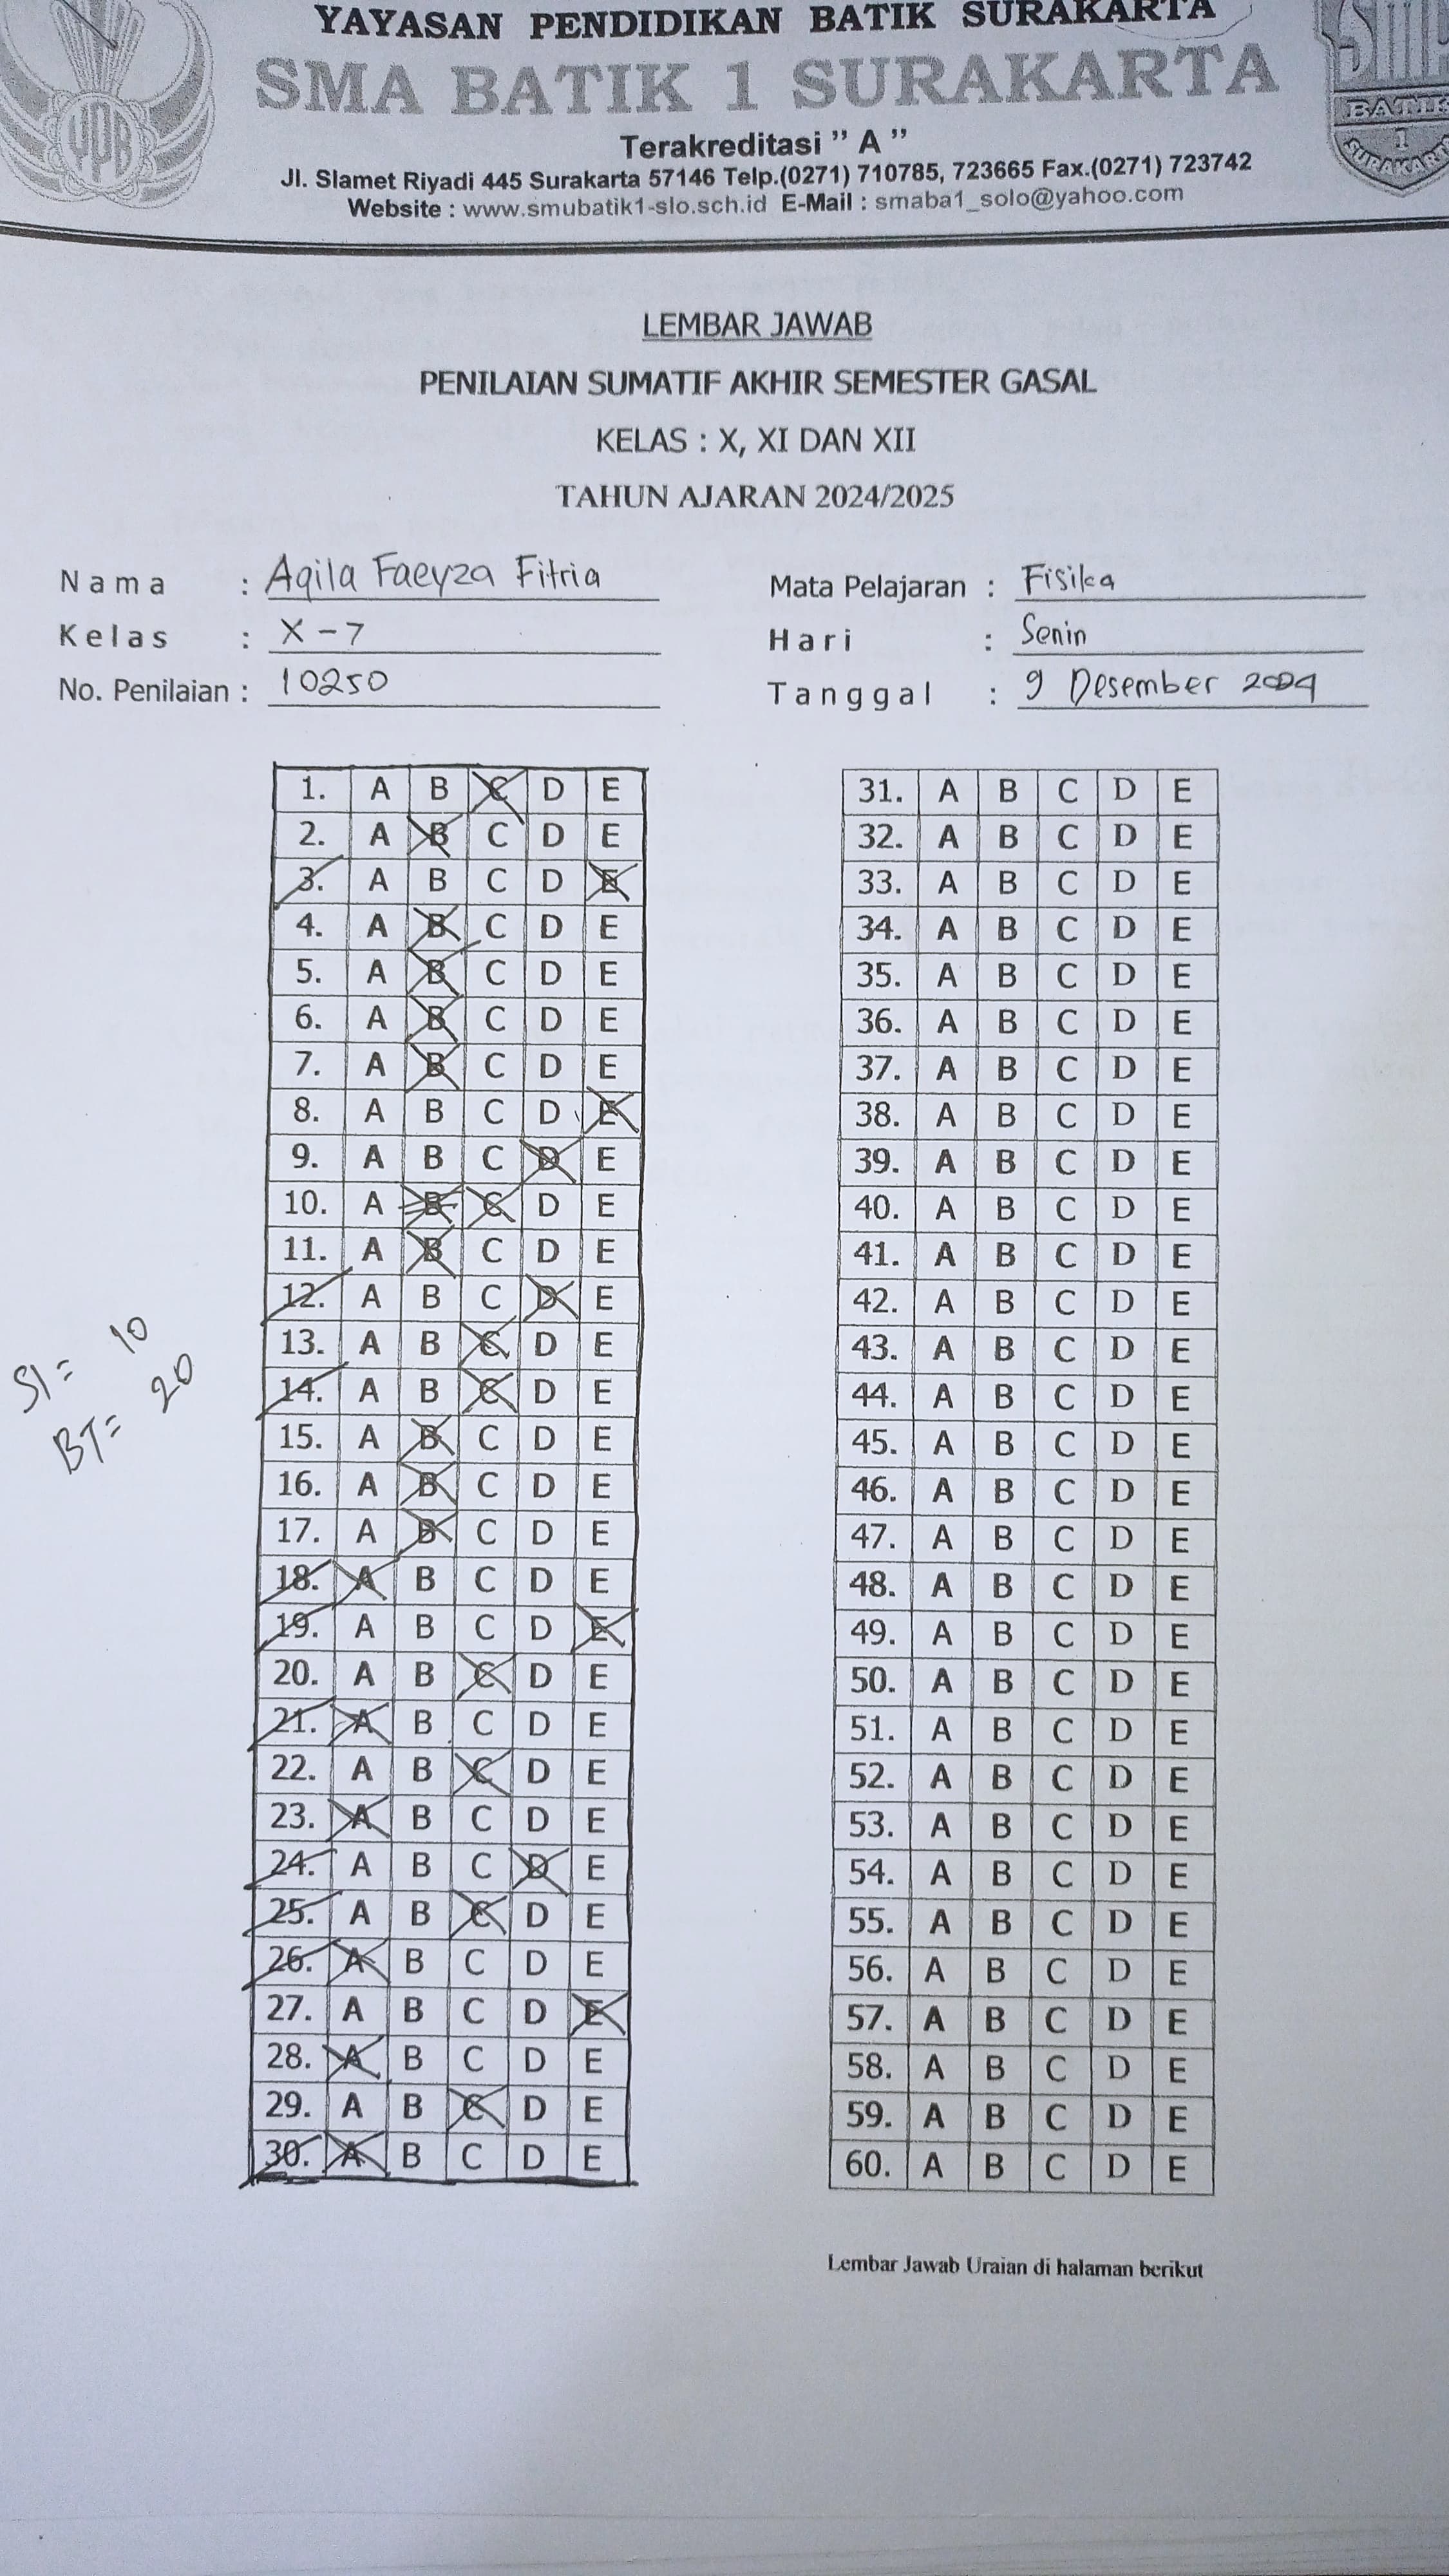 YAYASAN PENDIDIKAN BATIK SURAKARTA
SMA BATIK 1 SURAKARTA
Terakreditasi " A "
Jl. Slamet Riyadi 445 Surakarta 57146 Telp.(0271) 710785, 723665 Fax.(0271) 723742
Website : www.smubatik1-slo.sch.id E-Mail : smaba1_solo@yahoo.com
YPB
BATIK
1
SURAKARTA
LEMBAR JAWAB
PENILAIAN SUMATIF AKHIR SEMESTER GASAL
KELAS : X, XI DAN XII
TAHUN AJARAN 2024/2025
Nama : Aqila Faeyza Fitria Mata Pelajaran : Fisika
Kelas : X-7 Hari : Senin
No. Penilaian : 10250 Tanggal : 9 Desember 2024
1. A B C D E 31. A B C D E
2. A B C D E 32. A B C D E
3. A B C D E 33. A B C D E
4. A B C D E 34. A B C D E
5. A B C D E 35. A B C D E
6. A B C D E 36. A B C D E
7. A B C D E 37. A B C D E
8. A B C D E 38. A B C D E
9. A B C D E 39. A B C D E
10. A B C D E 40. A B C D E
11. A B C D E 41. A B C D E
12. A B C D E 42. A B C D E
13. A B C D E 43. A B C D E
14. A B C D E 44. A B C D E
15. A B C D E 45. A B C D E
16. A B C D E 46. A B C D E
17. A B C D E 47. A B C D E
18. A B C D E 48. A B C D E
19. A B C D E 49. A B C D E
20. A B C D E 50. A B C D E
21. A B C D E 51. A B C D E
22. A B C D E 52. A B C D E
23. A B C D E 53. A B C D E
24. A B C D E 54. A B C D E
25. A B C D E 55. A B C D E
26. A B C D E 56. A B C D E
27. A B C D E 57. A B C D E
28. A B C D E 58. A B C D E
29. A B C D E 59. A B C D E
30. A B C D E 60. A B C D E
Sl = 10
BT = 20
Lembar Jawab Uraian di halaman berikut